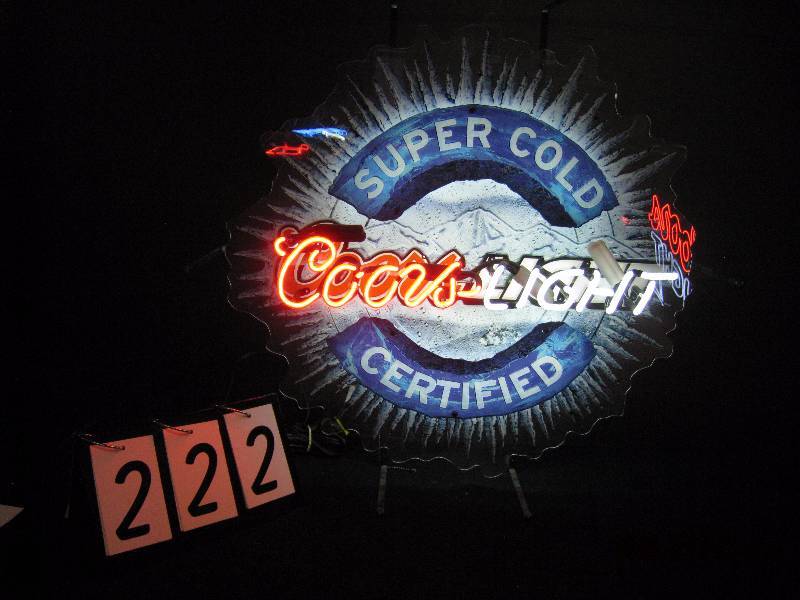 SUPER COLD
Coors LIGHT
CERTIFIED
222